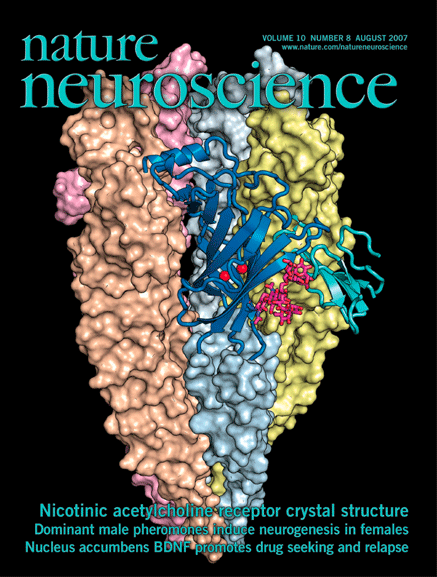 nature
neuroscience
VOLUME 10 NUMBER 8 AUGUST 2007
www.nature.com/natureneuroscience
Nicotinic acetylcholine receptor crystal structure
Dominant male pheromones induce neurogenesis in females
Nucleus accumbens BDNF promotes drug seeking and relapse